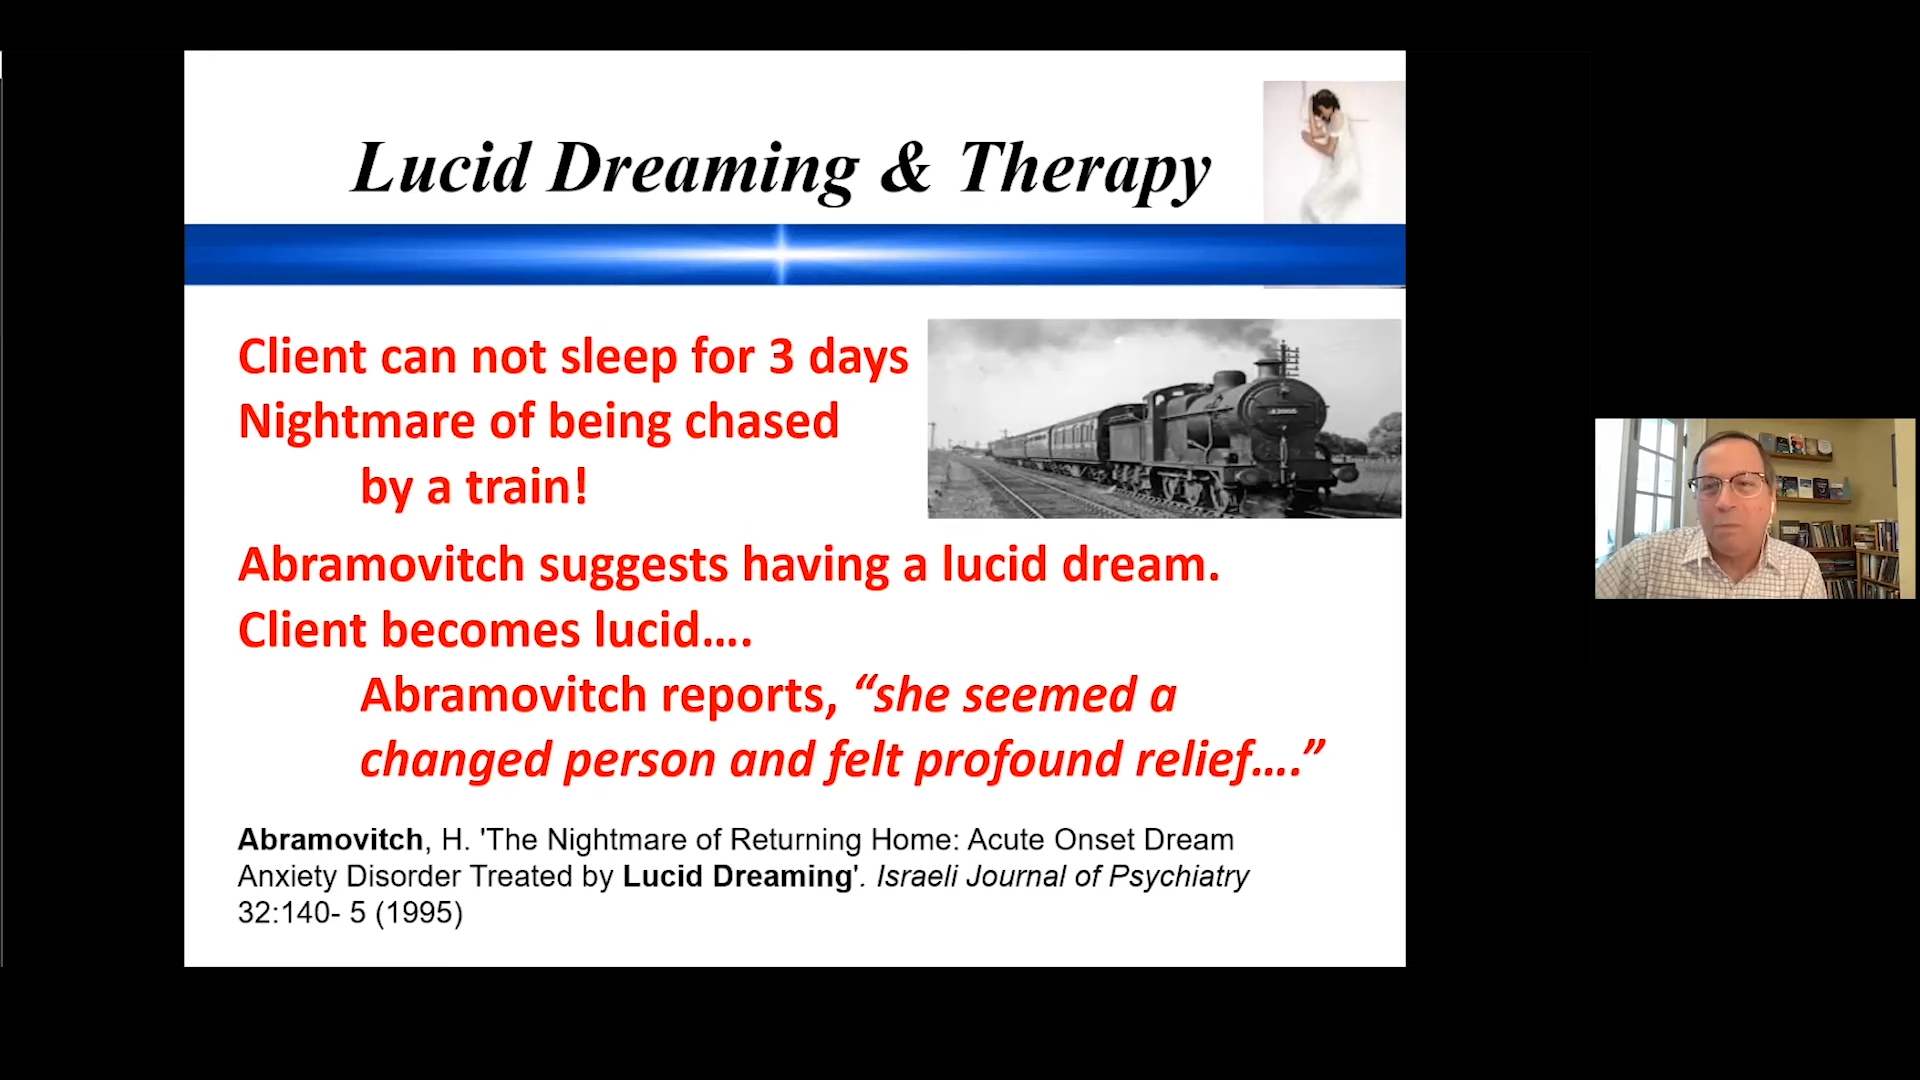 Lucid Dreaming & Therapy
Client can not sleep for 3 days
Nightmare of being chased
by a train!
Abramovitch suggests having a lucid dream.
Client becomes lucid....
Abramovitch reports, “she seemed a
changed person and felt profound relief....”
Abramovitch, H. 'The Nightmare of Returning Home: Acute Onset Dream
Anxiety Disorder Treated by Lucid Dreaming'. Israeli Journal of Psychiatry
32:140- 5 (1995)